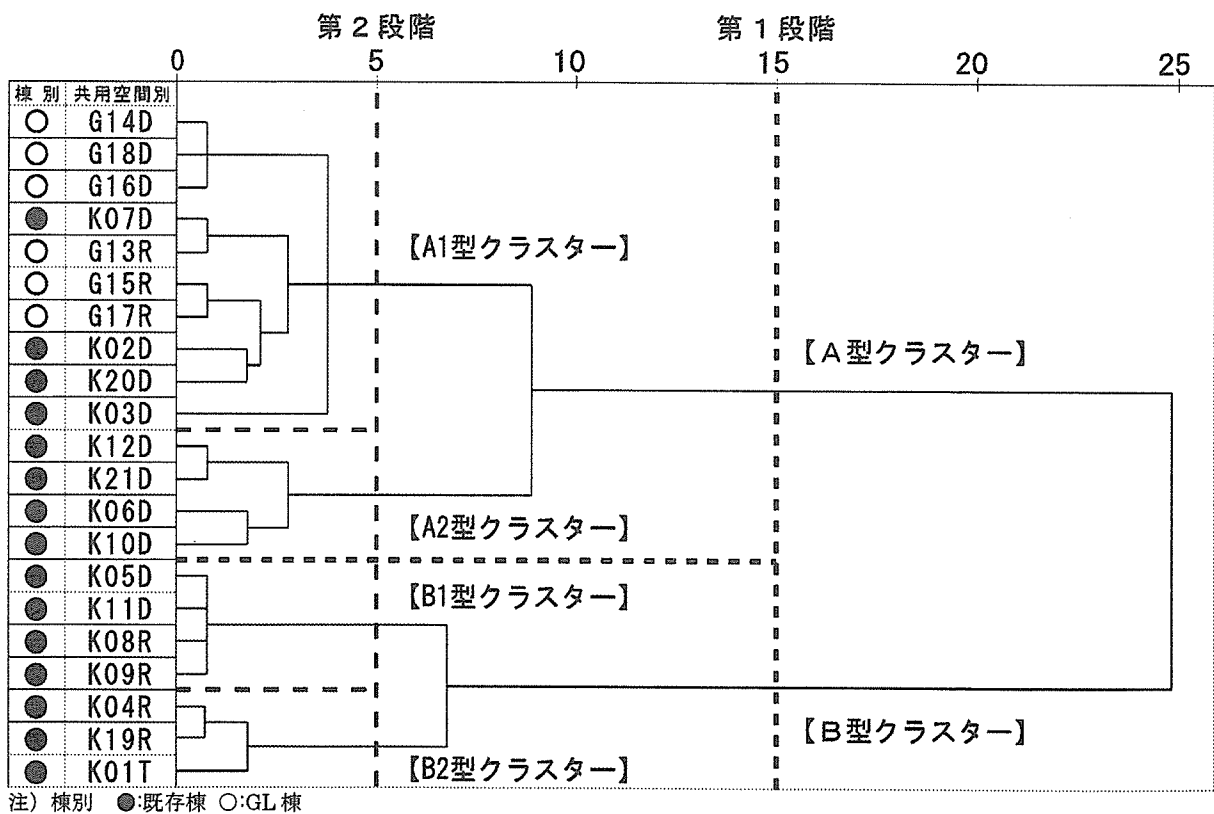 第2段階 第1段階
0 5 10 15 20 25
棟別 共用空間別
○ G14D
○ G18D
○ G16D
● K07D
○ G13R
【A1型クラスター】
○ G15R
○ G17R
● K02D
【A型クラスター】
● K20D
● K03D
● K12D
● K21D
● K06D
【A2型クラスター】
● K10D
● K05D
【B1型クラスター】
● K11D
● K08R
● K09R
● K04R
● K19R
【B型クラスター】
● K01T
【B2型クラスター】
注) 棟別 ●:既存棟 ○:GL棟